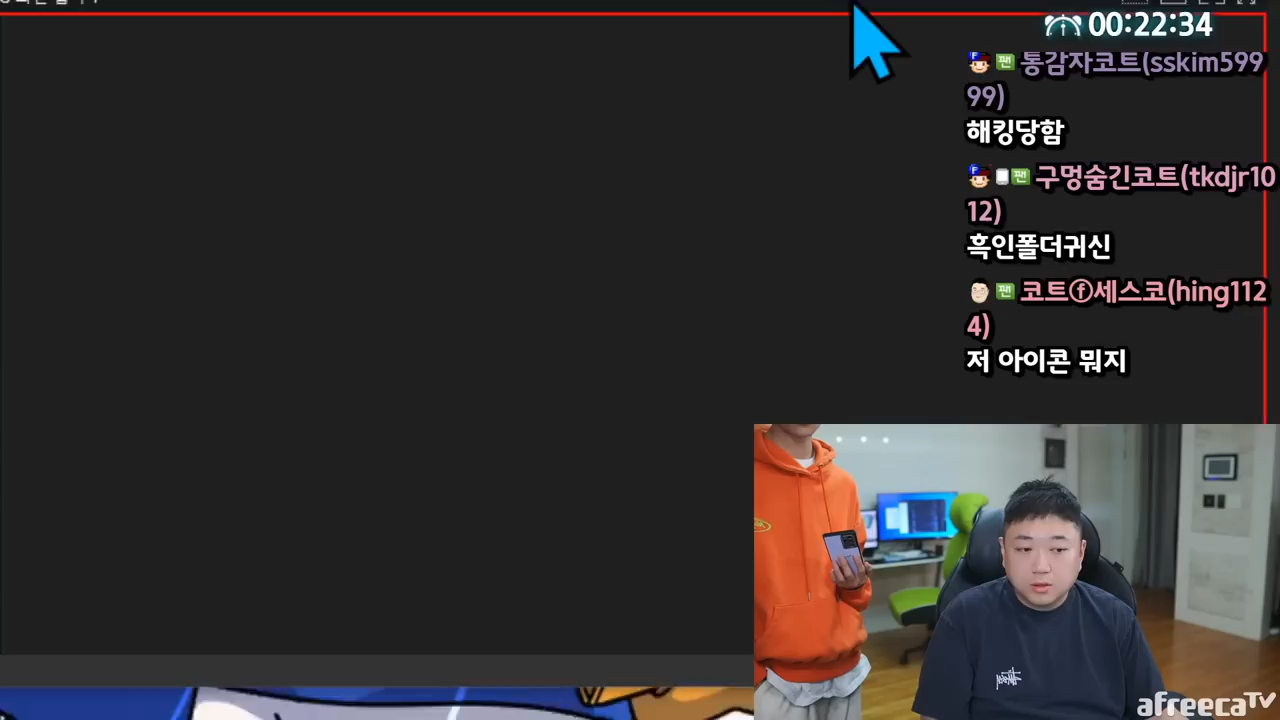 00:22:34
통감자코트(sskim599
99)
해킹당함
구멍숨긴코트(tkdjr10
12)
흑인폴더귀신
코트ⓕ세스코(hing112
4)
저 아이콘 뭐지
afreecaTV